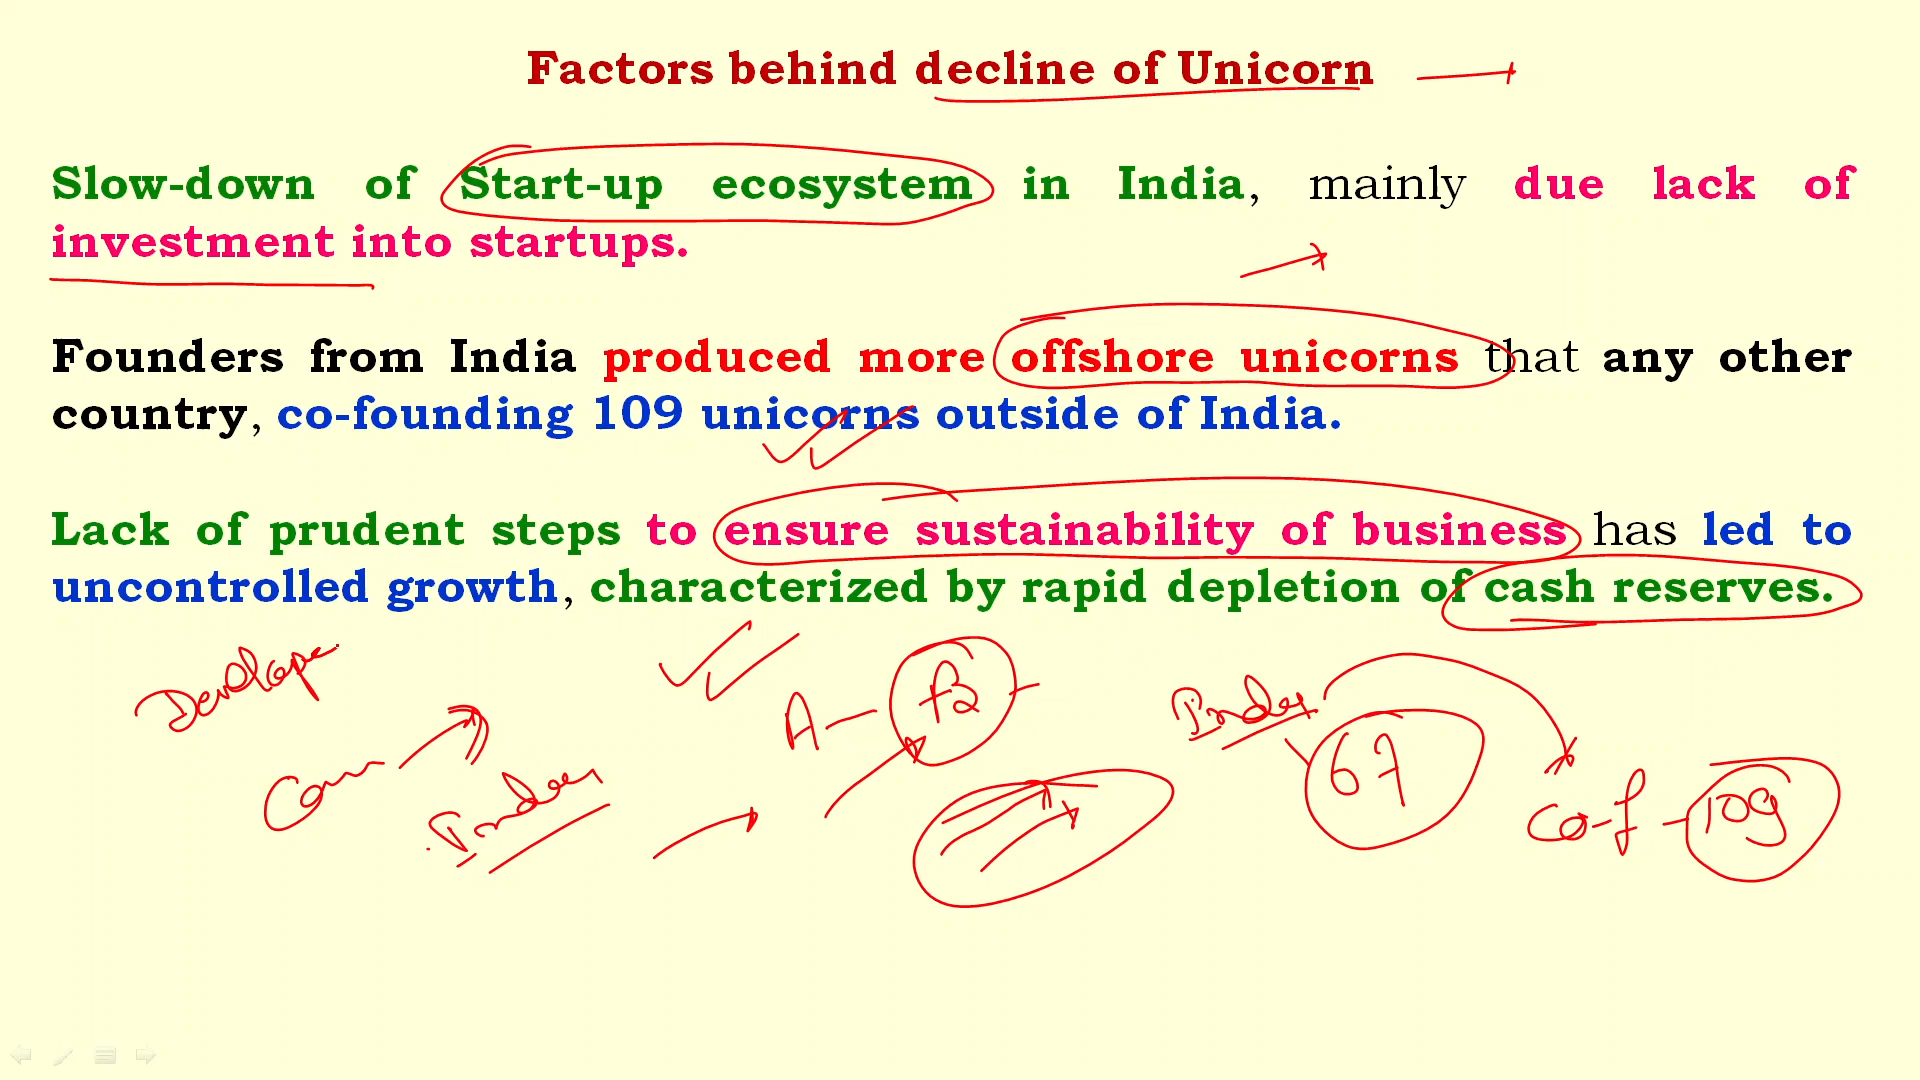 Factors behind decline of Unicorn
Slow-down of Start-up ecosystem in India, mainly due lack of
investment into startups.
Founders from India produced more offshore unicorns that any other
country, co-founding 109 unicorns outside of India.
Lack of prudent steps to ensure sustainability of business has led to
uncontrolled growth, characterized by rapid depletion of cash reserves.
Develope
A -
67
co-f - 109